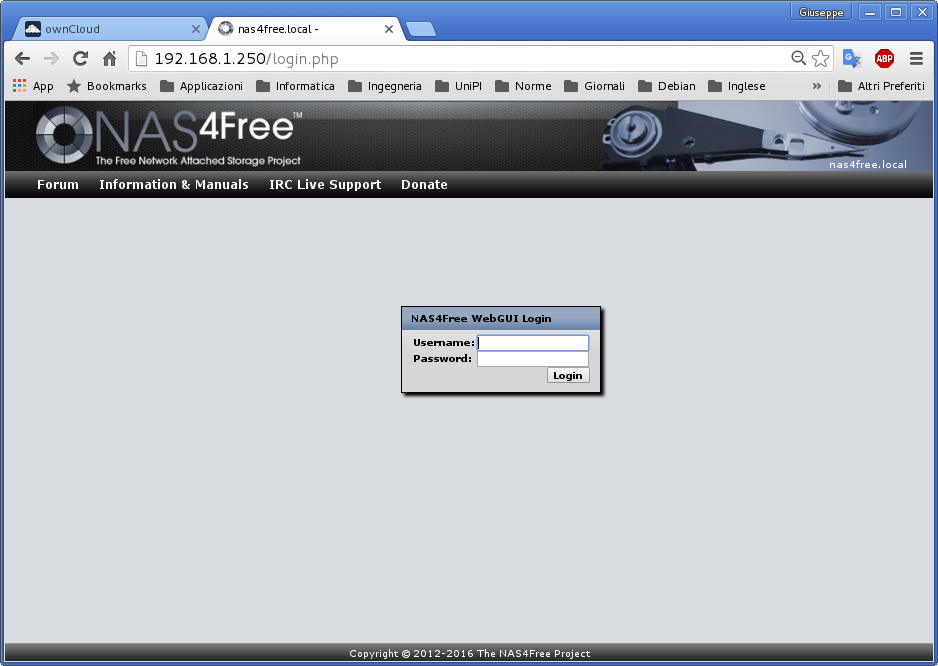 Giuseppe
ownCloud
nas4free.local -
192.168.1.250/login.php
App Bookmarks Applicazioni Informatica Ingegneria UniPI Norme Giornali Debian Inglese » Altri Preferiti
NAS4Free™
The Free Network Attached Storage Project
nas4free.local
Forum Information & Manuals IRC Live Support Donate
NAS4Free WebGUI Login
Username:
Password:
Login
Copyright © 2012-2016 The NAS4Free Project
ABP